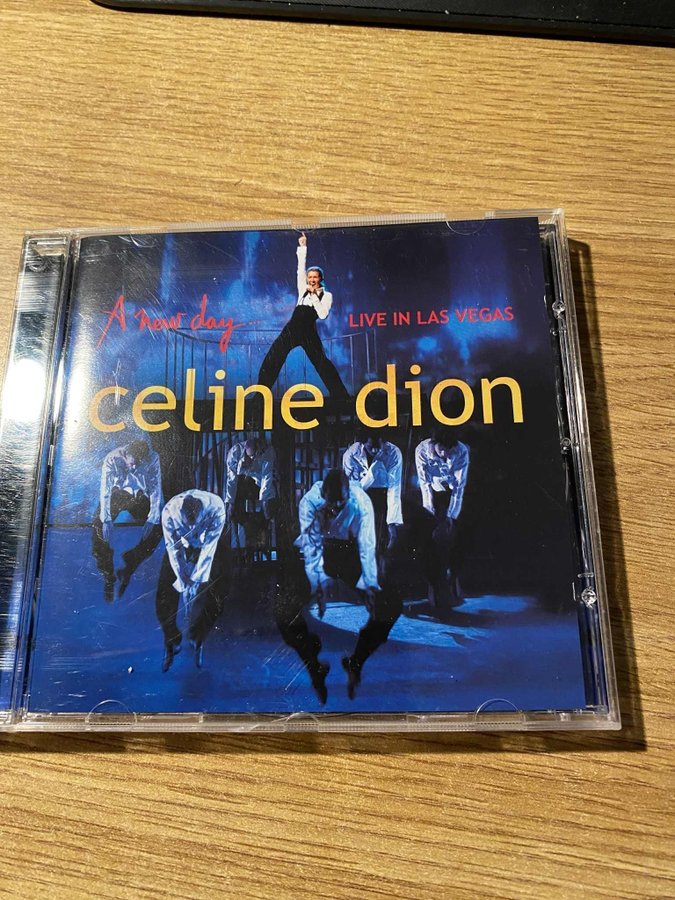 A new day...
LIVE IN LAS VEGAS
celine dion